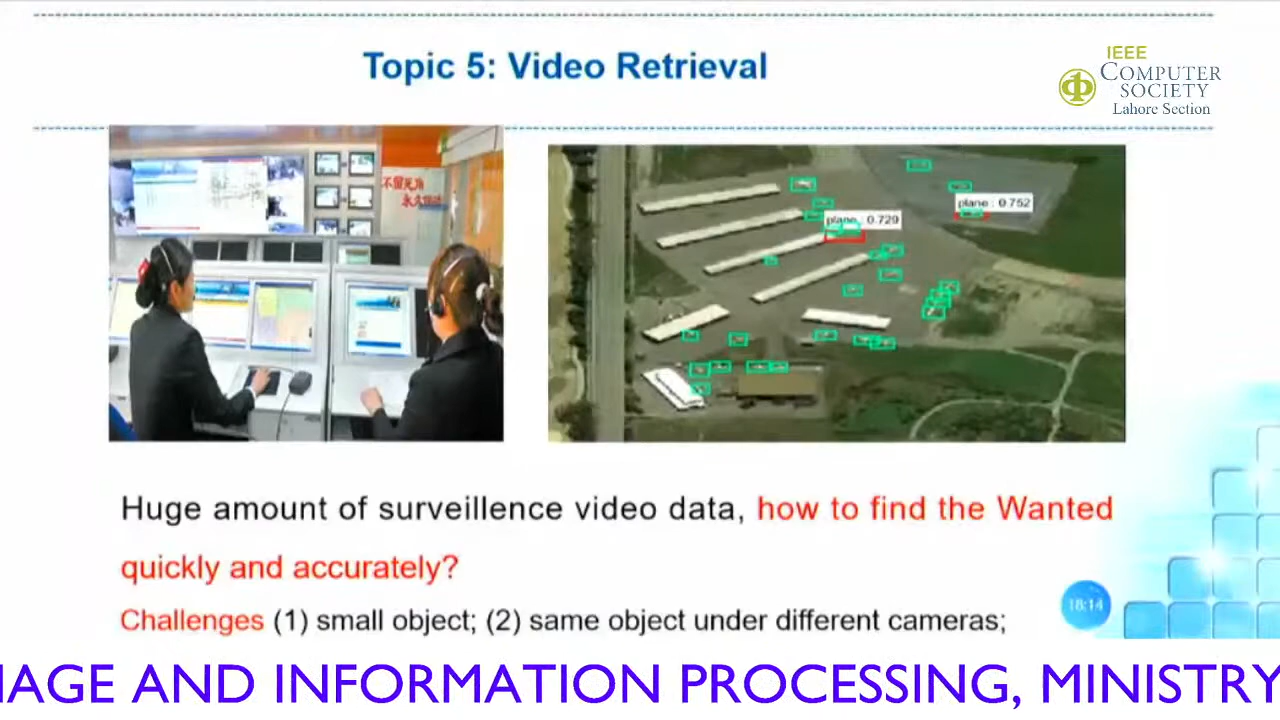 Topic 5: Video Retrieval
IEEE
COMPUTER
SOCIETY
Lahore Section
不留死角
plane : 0.729
plane : 0.752
Huge amount of surveillence video data, how to find the Wanted
quickly and accurately?
Challenges (1) small object; (2) same object under different cameras;
18:14
IAGE AND INFORMATION PROCESSING, MINISTRY